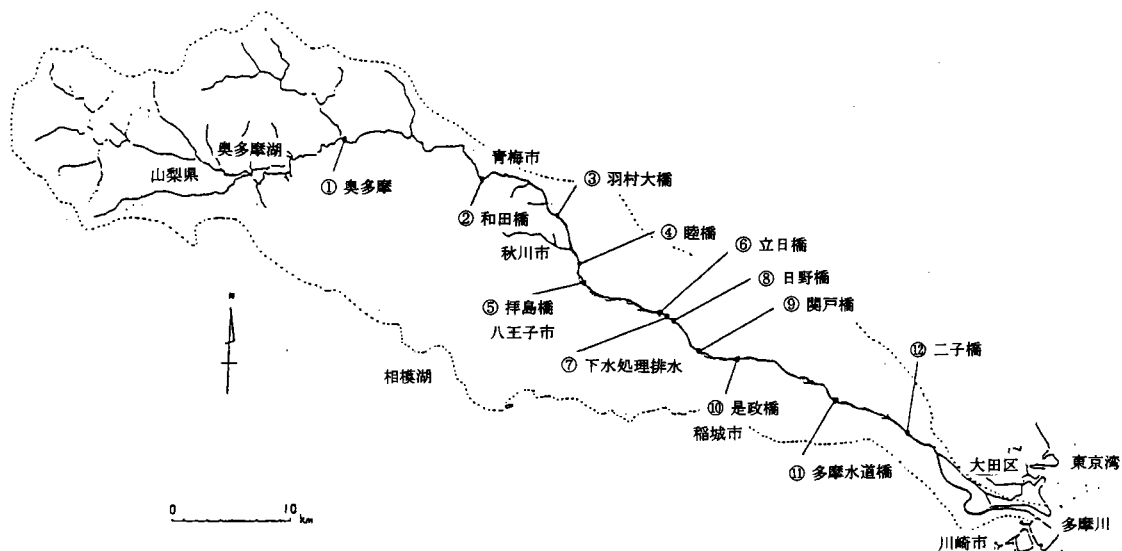 青梅市
奥多摩湖
山梨県
① 奥多摩
③ 羽村大橋
② 和田橋
④ 睦橋
秋川市
⑥ 立日橋
⑧ 日野橋
⑤ 拝島橋
⑨ 関戸橋
八王子市
⑦ 下水処理排水
⑫ 二子橋
相模湖
⑩ 是政橋
稲城市
⑪ 多摩水道橋
大田区
東京湾
0 10
km
多摩川
川崎市